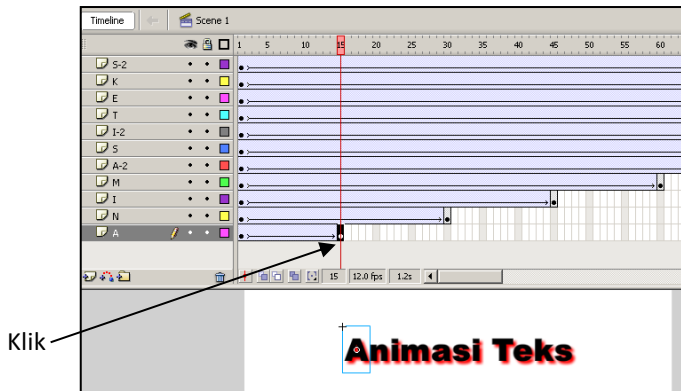 Timeline Scene 1
1 5 10 15 20 25 30 35 40 45 50 55 60
S-2
K
E
T
I-2
S
A-2
M
I
N
A
15 12.0 fps 1.2s
Klik
Animasi Teks